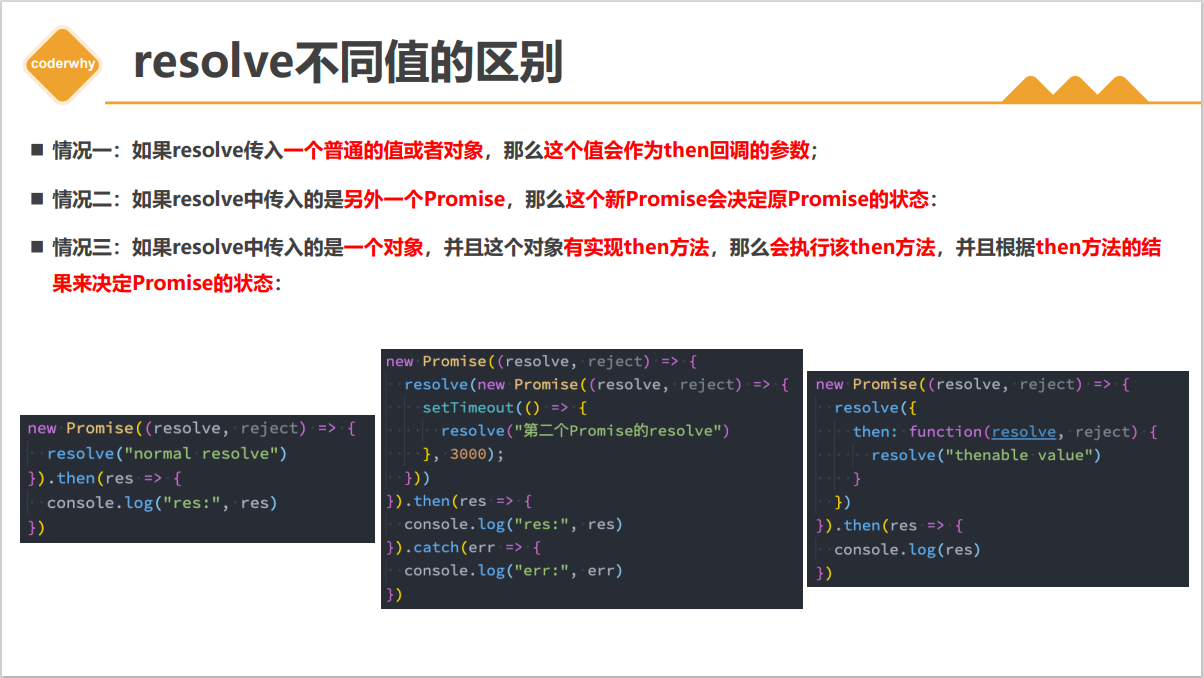 coderwhy
resolve不同值的区别
情况一：如果resolve传入一个普通的值或者对象，那么这个值会作为then回调的参数；
情况二：如果resolve中传入的是另外一个Promise，那么这个新Promise会决定原Promise的状态：
情况三：如果resolve中传入的是一个对象，并且这个对象有实现then方法，那么会执行该then方法，并且根据then方法的结
果来决定Promise的状态：
new Promise((resolve, reject) => {
  resolve("normal resolve")
}).then(res => {
  console.log("res:", res)
})
new Promise((resolve, reject) => {
  resolve(new Promise((resolve, reject) => {
    setTimeout(() => {
      resolve("第二个Promise的resolve")
    }, 3000);
  }))
}).then(res => {
  console.log("res:", res)
}).catch(err => {
  console.log("err:", err)
})
new Promise((resolve, reject) => {
  resolve({
    then: function(resolve, reject) {
      resolve("thenable value")
    }
  })
}).then(res => {
  console.log(res)
})